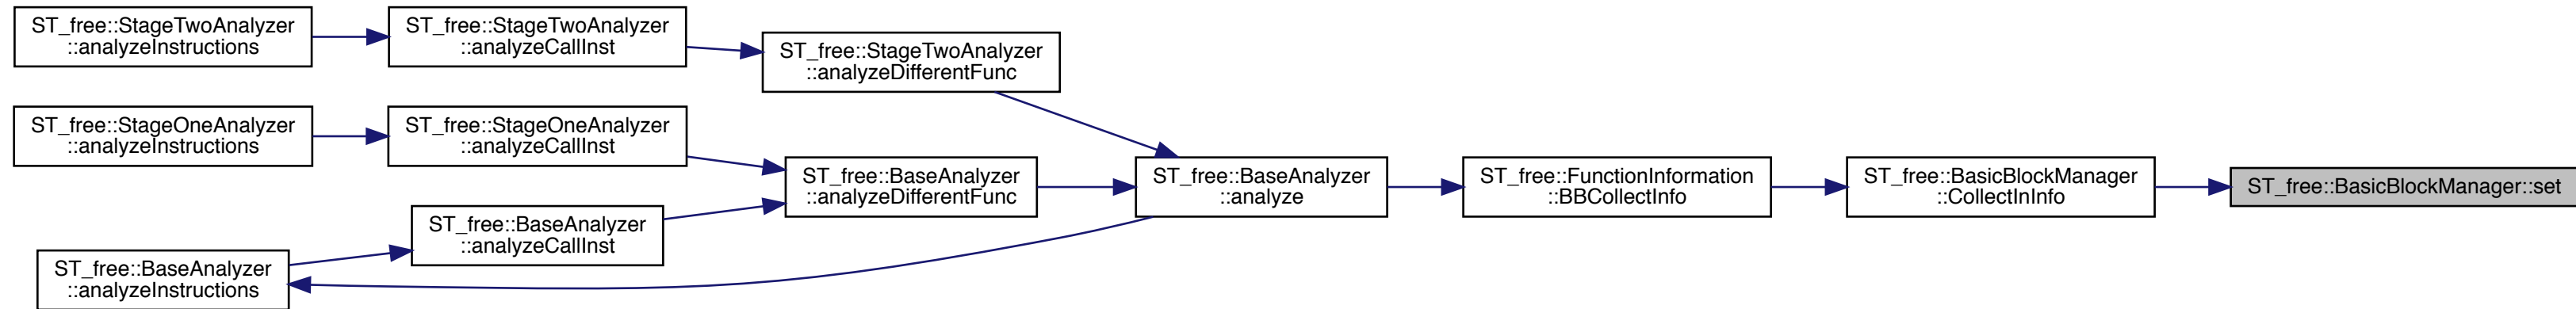 ST_free::StageTwoAnalyzer
::analyzeInstructions
ST_free::StageTwoAnalyzer
::analyzeCallInst
ST_free::StageTwoAnalyzer
::analyzeDifferentFunc
ST_free::StageOneAnalyzer
::analyzeInstructions
ST_free::StageOneAnalyzer
::analyzeCallInst
ST_free::BaseAnalyzer
::analyzeDifferentFunc
ST_free::BaseAnalyzer
::analyze
ST_free::FunctionInformation
::BBCollectInfo
ST_free::BasicBlockManager
::CollectInInfo
ST_free::BasicBlockManager::set
ST_free::BaseAnalyzer
::analyzeCallInst
ST_free::BaseAnalyzer
::analyzeInstructions